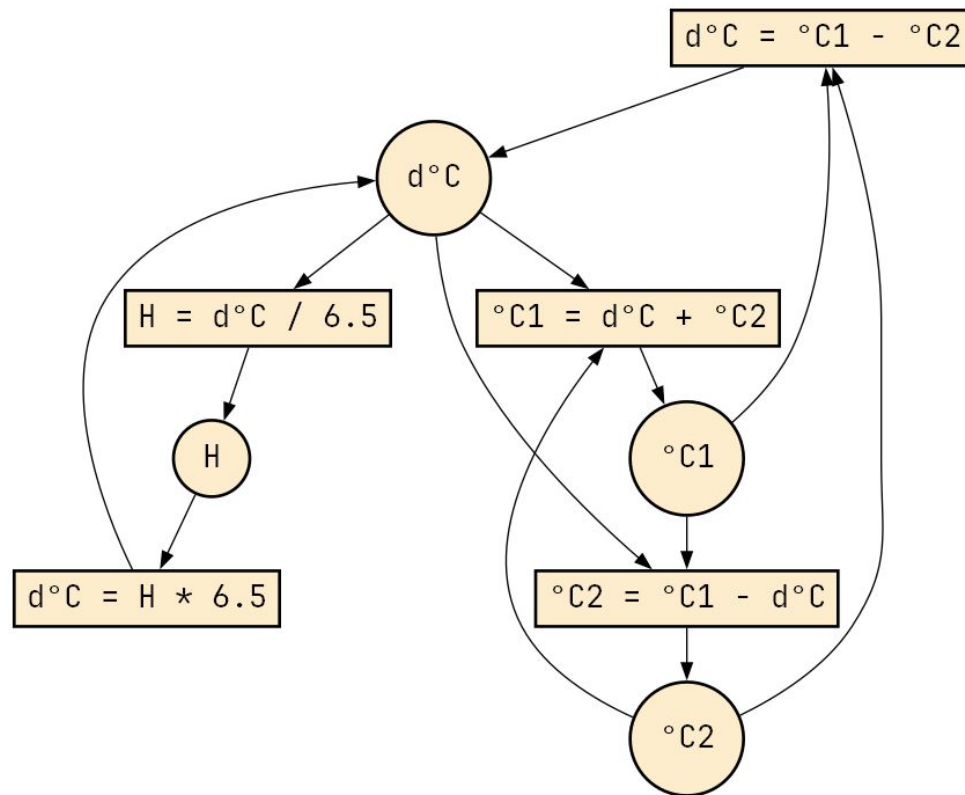 d°C = °C1 - °C2
d°C
H = d°C / 6.5
°C1 = d°C + °C2
H
°C1
d°C = H * 6.5
°C2 = °C1 - d°C
°C2